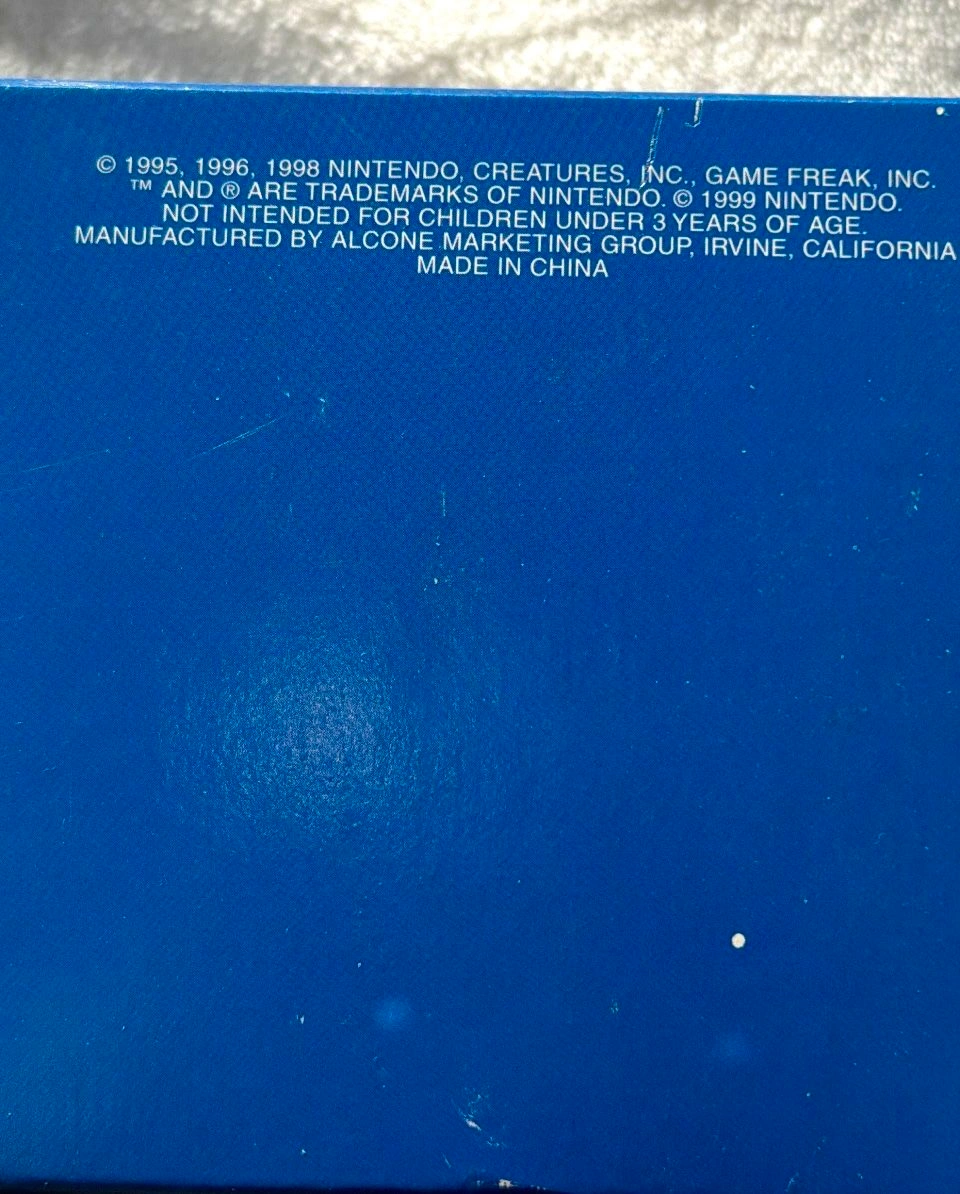 © 1995, 1996, 1998 NINTENDO, CREATURES, INC., GAME FREAK, INC.
™ AND ® ARE TRADEMARKS OF NINTENDO. © 1999 NINTENDO.
NOT INTENDED FOR CHILDREN UNDER 3 YEARS OF AGE.
MANUFACTURED BY ALCONE MARKETING GROUP, IRVINE, CALIFORNIA
MADE IN CHINA